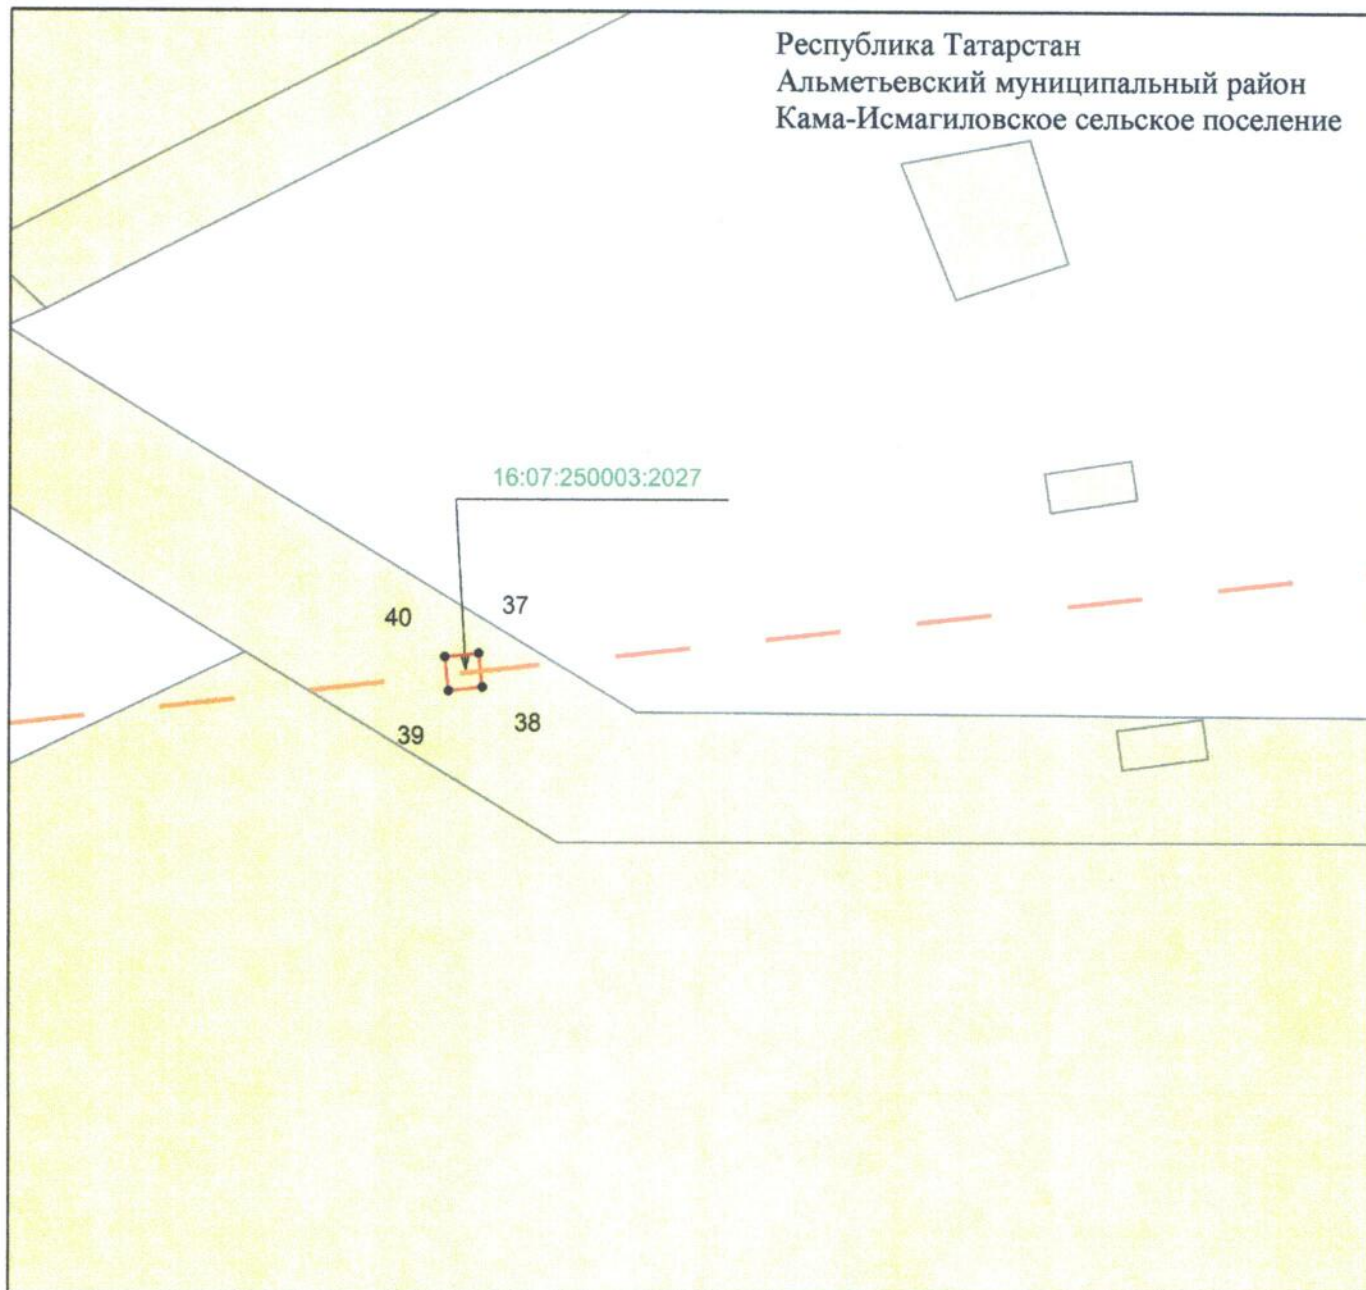 Республика Татарстан
Альметьевский муниципальный район
Кама-Исмагиловское сельское поселение
16:07:250003:2027
40
37
39
38